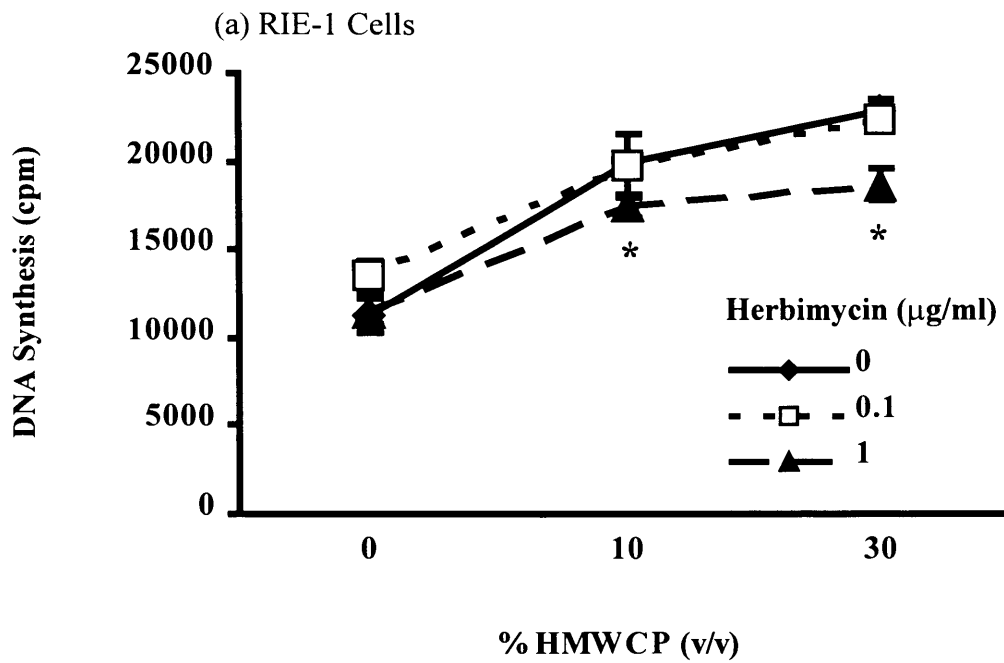 (a) RIE-1 Cells
25000
20000
15000
10000
5000
0
DNA Synthesis (cpm)
*
*
Herbimycin (μg/ml)
0
0.1
1
0 10 30
% HMWCP (v/v)